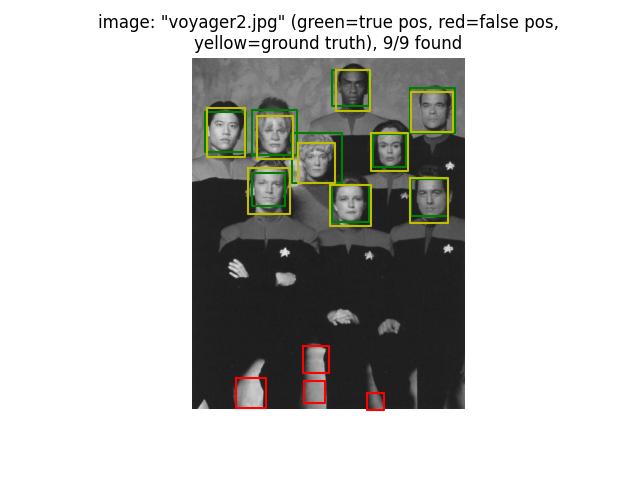 image: "voyager2.jpg" (green=true pos, red=false pos,
yellow=ground truth), 9/9 found